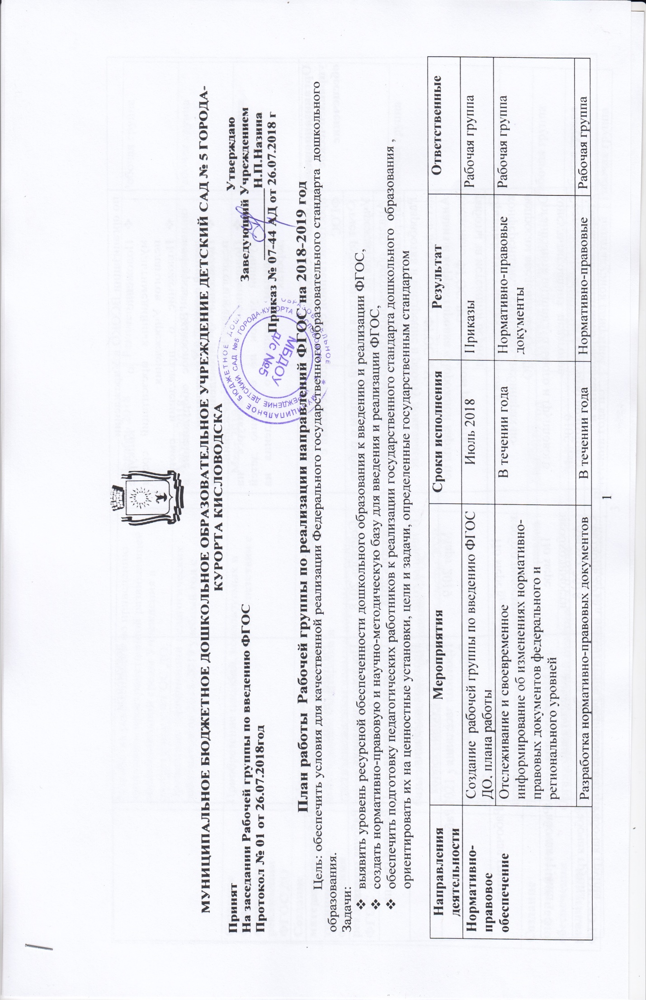 МУНИЦИПАЛЬНОЕ БЮДЖЕТНОЕ ДОШКОЛЬНОЕ ОБРАЗОВАТЕЛЬНОЕ УЧРЕЖДЕНИЕ ДЕТСКИЙ САД № 5 ГОРОДА-
КУРОРТА КИСЛОВОДСКА
Принят
На заседании Рабочей группы по введению ФГОС
Протокол № 01 от 26.07.2018год
Утверждаю
Заведующий Учреждением
Н.П.Назина
Приказ № 07-44 АД от 26.07.2018 г
МУНИЦИПАЛЬНОЕ БЮДЖЕТНОЕ
УЧРЕЖДЕНИЕ ДЕТСКИЙ САД №5 ГОРОДА-КУРОРТА
МБДОУ
д/с №5
План работы Рабочей группы по реализации направлений ФГОС на 2018-2019 год
Цель: обеспечить условия для качественной реализации Федерального государственного образовательного стандарта дошкольного
образования.
Задачи:
❖ выявить уровень ресурсной обеспеченности дошкольного образования к введению и реализации ФГОС,
❖ создать нормативно-правовую и научно-методическую базу для введения и реализации ФГОС,
❖ обеспечить подготовку педагогических работников к реализации государственного стандарта дошкольного образования ,
ориентировать их на ценностные установки, цели и задачи, определенные государственным стандартом
Направления
деятельности
Мероприятия
Сроки исполнения
Результат
Ответственные
Нормативно-
правовое
обеспечение
Создание рабочей группы по введению ФГОС
ДО, плана работы
Июль 2018
Приказы
Рабочая группа
Отслеживание и своевременное
информирование об изменениях нормативно-
правовых документов федерального и
регионального уровней
В течении года
Нормативно-правовые
документы
Рабочая группа
Разработка нормативно-правовых документов
В течении года
Нормативно-правовые
Рабочая группа
1